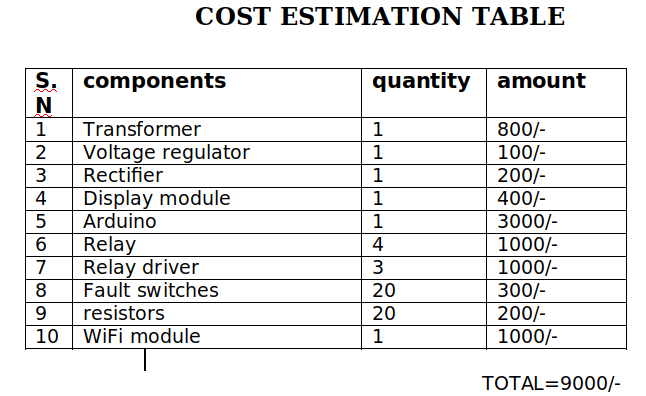 COST ESTIMATION TABLE
S. N components quantity amount
1 Transformer 1 800/-
2 Voltage regulator 1 100/-
3 Rectifier 1 200/-
4 Display module 1 400/-
5 Arduino 1 3000/-
6 Relay 4 1000/-
7 Relay driver 3 1000/-
8 Fault switches 20 300/-
9 resistors 20 200/-
10 WiFi module 1 1000/-
TOTAL=9000/-